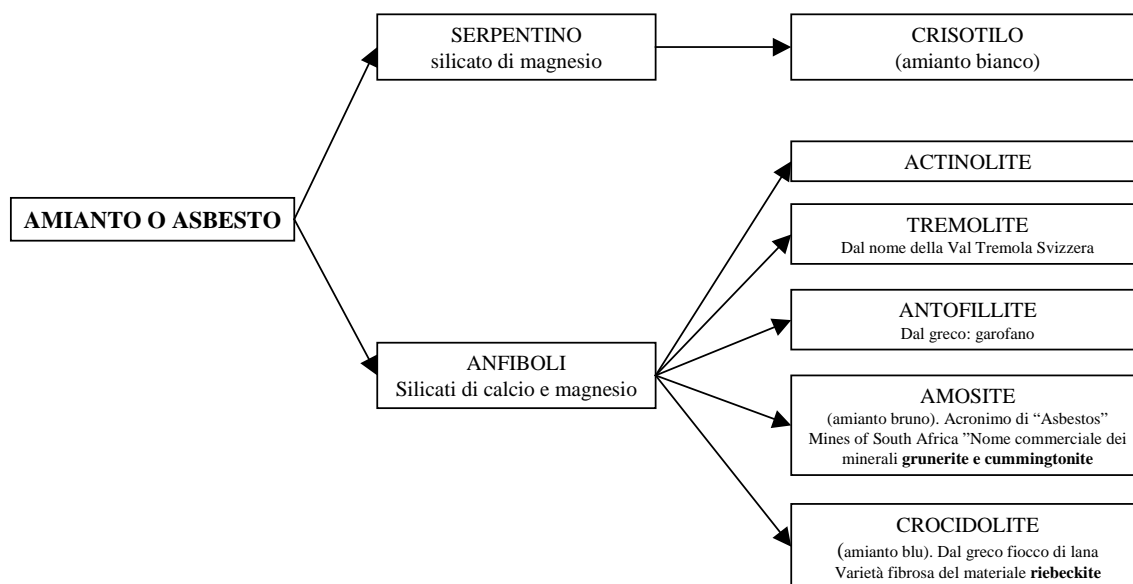 SERPENTINO
silicato di magnesio
CRISOTILO
(amianto bianco)
AMIANTO O ASBESTO
ACTINOLITE
TREMOLITE
Dal nome della Val Tremola Svizzera
ANTOFILLITE
Dal greco: garofano
ANFIBOLI
Silicati di calcio e magnesio
AMOSITE
(amianto bruno). Acronimo di “Asbestos”
Mines of South Africa ”Nome commerciale dei
minerali grunerite e cummingtonite
CROCIDOLITE
(amianto blu). Dal greco fiocco di lana
Varietà fibrosa del materiale riebeckite